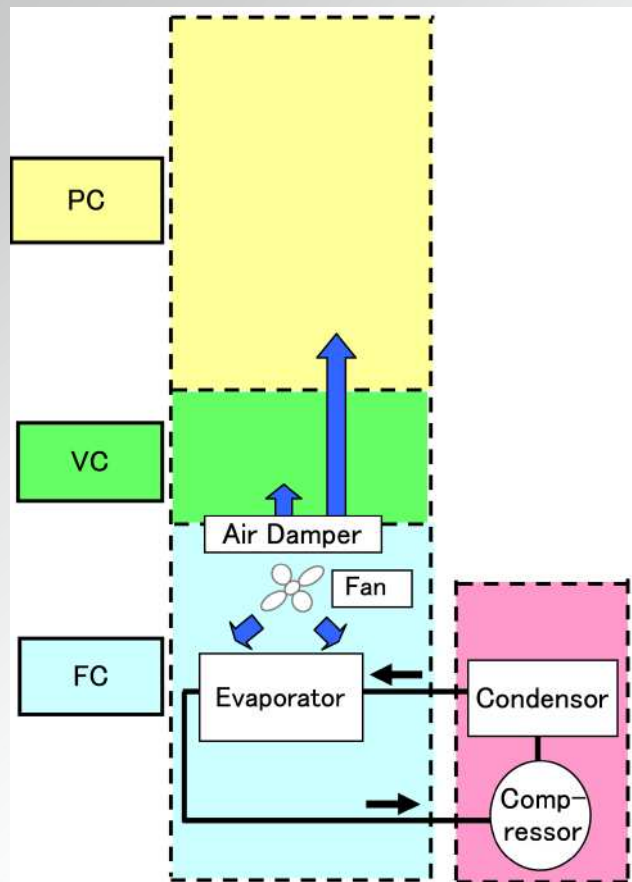 PC
VC
Air Damper
Fan
FC
Evaporator
Condensor
Comp-
ressor